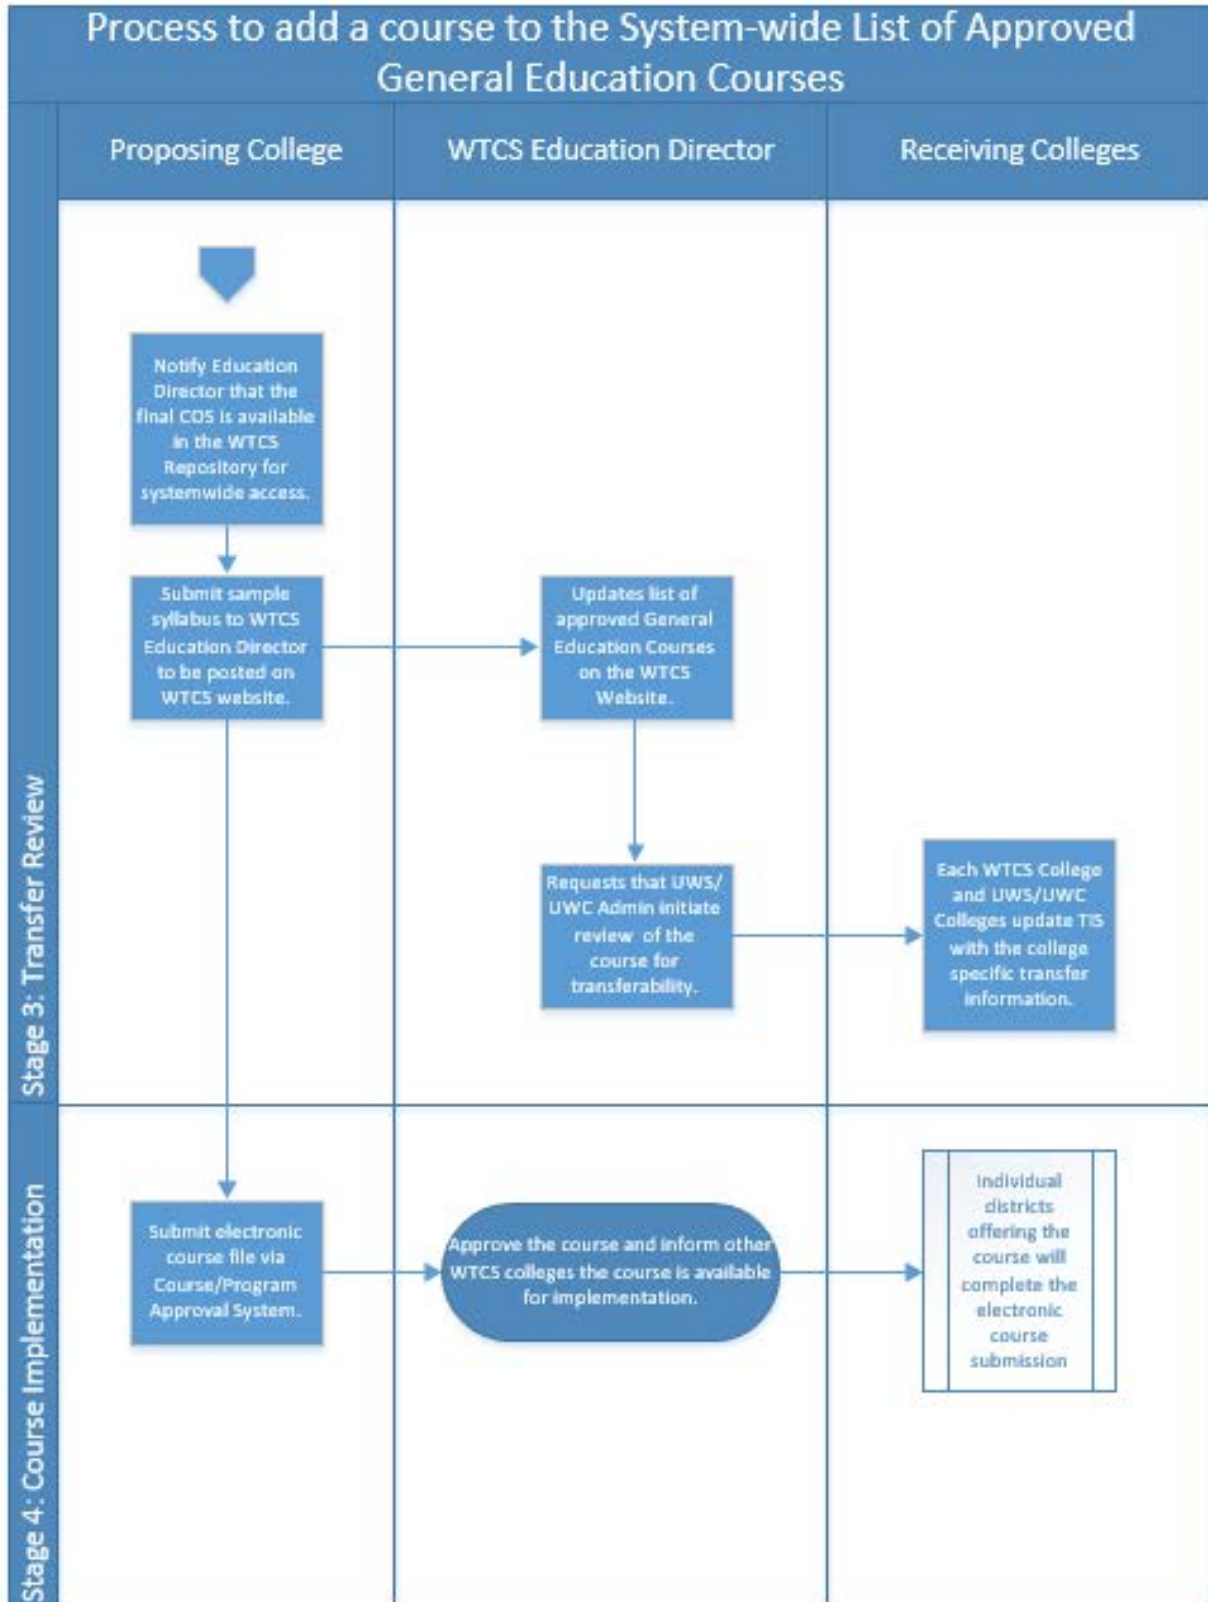 Process to add a course to the System-wide List of Approved
General Education Courses
Proposing College
WTCS Education Director
Receiving Colleges
Stage 3: Transfer Review
Notify Education
Director that the
final COS is available
in the WTCS
Repository for
systemwide access.
Submit sample
syllabus to WTCS
Education Director
to be posted on
WTCS website.
Updates list of
approved General
Education Courses
on the WTCS
Website.
Requests that UWS/
UWC Admin initiate
review of the
course for
transferability.
Each WTCS College
and UWS/UWC
Colleges update TIS
with the college
specific transfer
information.
Stage 4: Course Implementation
Submit electronic
course file via
Course/Program
Approval System.
Approve the course and inform other
WTCS colleges the course is available
for implementation.
Individual
districts
offering the
course will
complete the
electronic
course
submission